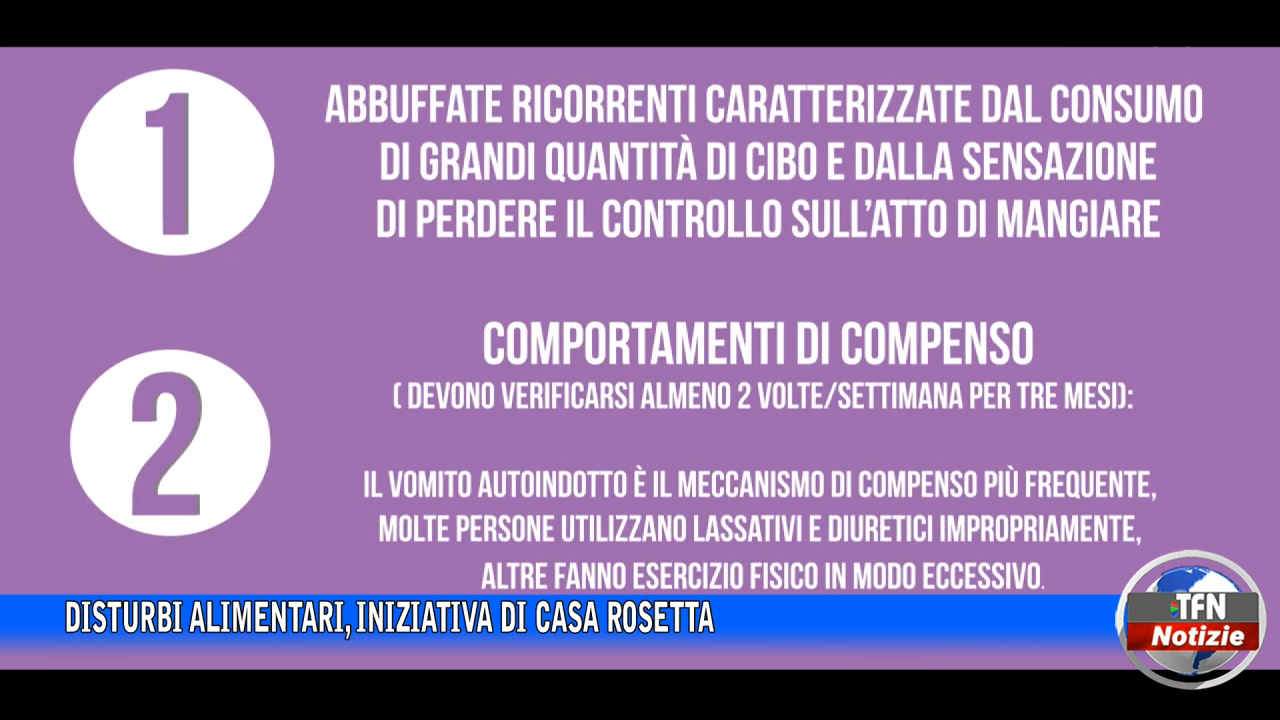 1
ABBUFFATE RICORRENTI CARATTERIZZATE DAL CONSUMO
DI GRANDI QUANTITÀ DI CIBO E DALLA SENSAZIONE
DI PERDERE IL CONTROLLO SULL'ATTO DI MANGIARE
2
COMPORTAMENTI DI COMPENSO
( DEVONO VERIFICARSI ALMENO 2 VOLTE/SETTIMANA PER TRE MESI):
IL VOMITO AUTOINDOTTO È IL MECCANISMO DI COMPENSO PIÙ FREQUENTE,
MOLTE PERSONE UTILIZZANO LASSATIVI E DIURETICI IMPROPRIAMENTE,
ALTRE FANNO ESERCIZIO FISICO IN MODO ECCESSIVO.
DISTURBI ALIMENTARI, INIZIATIVA DI CASA ROSETTA
TFN
Notizie